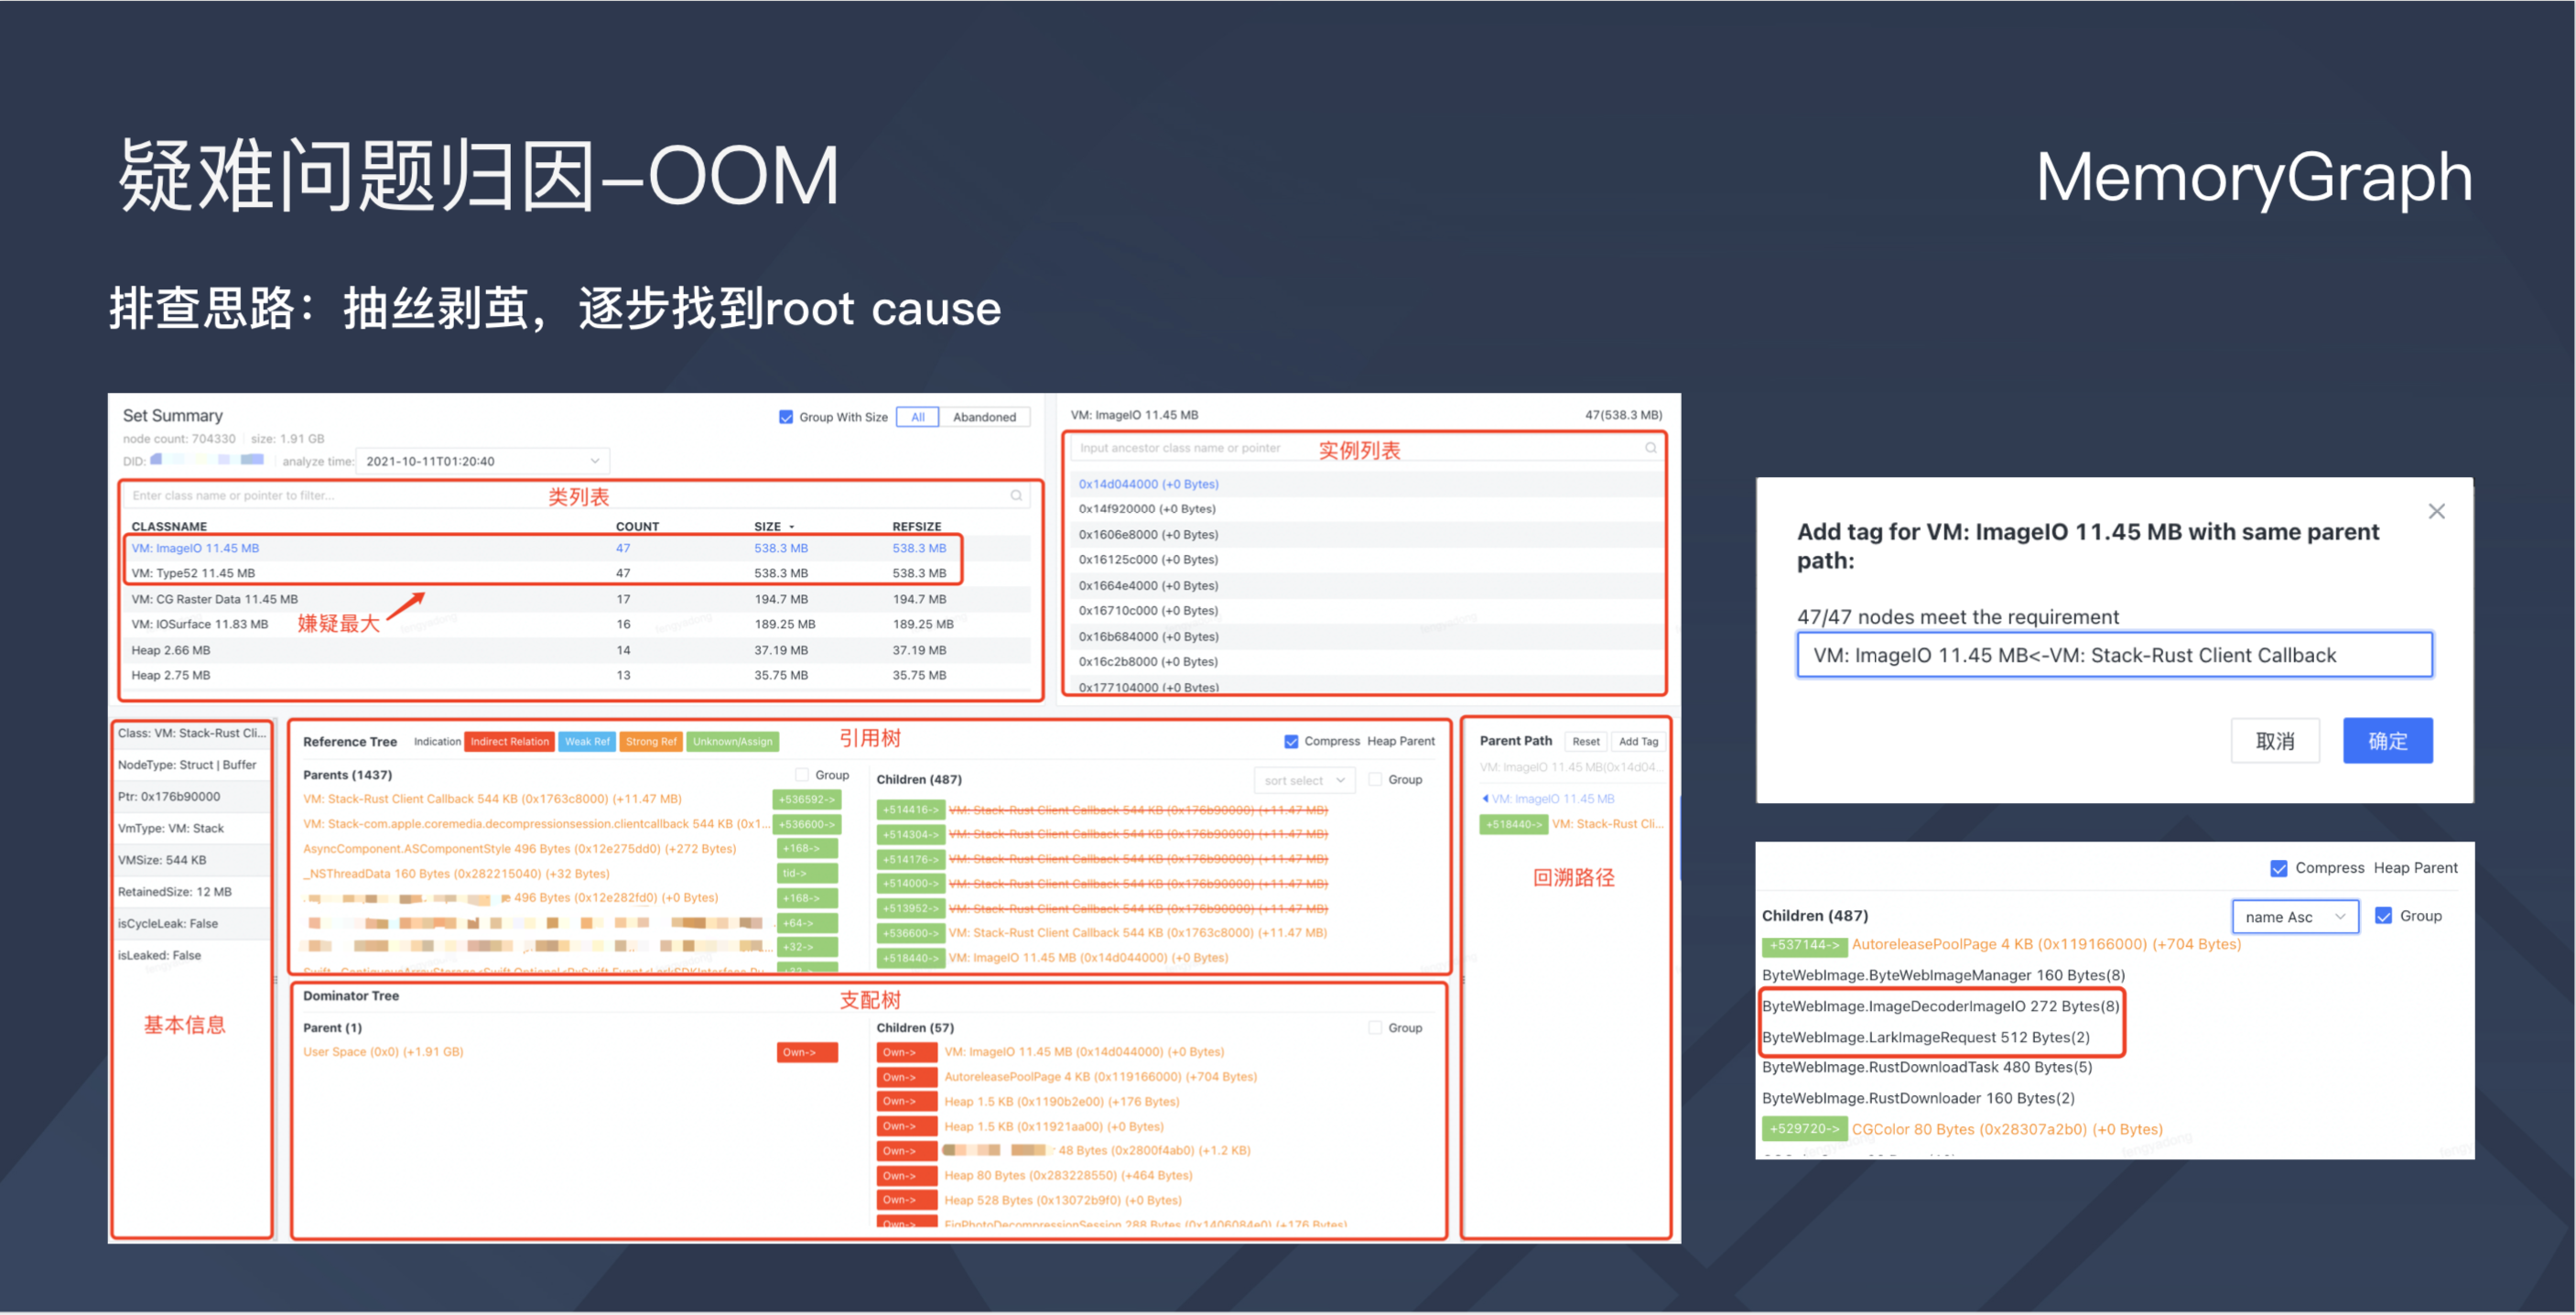 疑难问题归因–OOM
MemoryGraph
排查思路：抽丝剥茧，逐步找到root cause
Set Summary
Group With Size
All
Abandoned
node count: 704330
size: 1.91 GB
DID:
analyze time:
2021-10-11T01:20:40
Enter class name or pointer to filter...
类列表
CLASSNAME COUNT SIZE REFSIZE
VM: ImageIO 11.45 MB 47 538.3 MB 538.3 MB
VM: Type52 11.45 MB 47 538.3 MB 538.3 MB
VM: CG Raster Data 11.45 MB 17 194.7 MB 194.7 MB
VM: IOSurface 11.83 MB 16 189.25 MB 189.25 MB
嫌疑最大
Heap 2.66 MB 14 37.19 MB 37.19 MB
Heap 2.75 MB 13 35.75 MB 35.75 MB
VM: ImageIO 11.45 MB
47(538.3 MB)
Input ancestor class name or pointer
实例列表
0x14d044000 (+0 Bytes)
0x14f920000 (+0 Bytes)
0x1606e8000 (+0 Bytes)
0x16125c000 (+0 Bytes)
0x1664e4000 (+0 Bytes)
0x16710c000 (+0 Bytes)
0x16b684000 (+0 Bytes)
0x16c2b8000 (+0 Bytes)
0x177104000 (+0 Bytes)
Class: VM: Stack-Rust Cli...
NodeType: Struct | Buffer
Ptr: 0x176b90000
VmType: VM: Stack
VMSize: 544 KB
RetainedSize: 12 MB
isCycleLeak: False
isLeaked: False
基本信息
Reference Tree
Indication
Indirect Relation
Weak Ref
Strong Ref
Unknown/Assign
引用树
Compress Heap Parent
Parents (1437)
Group
VM: Stack-Rust Client Callback 544 KB (0x1763c8000) (+11.47 MB) +536592->
VM: Stack-com.apple.coremedia.decompressionsession.clientcallback 544 KB (0x1... +536600->
AsyncComponent.ASComponentStyle 496 Bytes (0x12e275dd0) (+272 Bytes) +168->
_NSThreadData 160 Bytes (0x282215040) (+32 Bytes) tid->
496 Bytes (0x12e282fd0) (+0 Bytes) +168->
+64->
+32->
Children (487)
sort select
Group
+514416-> VM: Stack-Rust Client Callback 544 KB (0x176b90000) (+11.47 MB)
+514304-> VM: Stack-Rust Client Callback 544 KB (0x176b90000) (+11.47 MB)
+514176-> VM: Stack-Rust Client Callback 544 KB (0x176b90000) (+11.47 MB)
+514000-> VM: Stack-Rust Client Callback 544 KB (0x176b90000) (+11.47 MB)
+513952-> VM: Stack-Rust Client Callback 544 KB (0x176b90000) (+11.47 MB)
+536600-> VM: Stack-Rust Client Callback 544 KB (0x1763c8000) (+11.47 MB)
+518440-> VM: ImageIO 11.45 MB (0x14d044000) (+0 Bytes)
Dominator Tree
支配树
Parent (1)
User Space (0x0) (+1.91 GB) Own->
Children (57)
Group
Own-> VM: ImageIO 11.45 MB (0x14d044000) (+0 Bytes)
Own-> AutoreleasePoolPage 4 KB (0x119166000) (+704 Bytes)
Own-> Heap 1.5 KB (0x1190b2e00) (+176 Bytes)
Own-> Heap 1.5 KB (0x11921aa00) (+0 Bytes)
Own-> 48 Bytes (0x2800f4ab0) (+1.2 KB)
Own-> Heap 80 Bytes (0x283228550) (+464 Bytes)
Own-> Heap 528 Bytes (0x13072b9f0) (+0 Bytes)
Own-> FigPhotoDecompressionSession 288 Bytes (0x1406084e0) (+176 Bytes)
Parent Path
Reset
Add Tag
VM: ImageIO 11.45 MB(0x14d04...
VM: ImageIO 11.45 MB
+518440-> VM: Stack-Rust Cli...
回溯路径
Add tag for VM: ImageIO 11.45 MB with same parent
path:
47/47 nodes meet the requirement
VM: ImageIO 11.45 MB<-VM: Stack-Rust Client Callback
取消
确定
Compress Heap Parent
Children (487)
name Asc
Group
+537144-> AutoreleasePoolPage 4 KB (0x119166000) (+704 Bytes)
ByteWebImage.ByteWebImageManager 160 Bytes(8)
ByteWebImage.ImageDecoderImageIO 272 Bytes(8)
ByteWebImage.LarkImageRequest 512 Bytes(2)
ByteWebImage.RustDownloadTask 480 Bytes(5)
ByteWebImage.RustDownloader 160 Bytes(2)
+529720-> CGColor 80 Bytes (0x28307a2b0) (+0 Bytes)